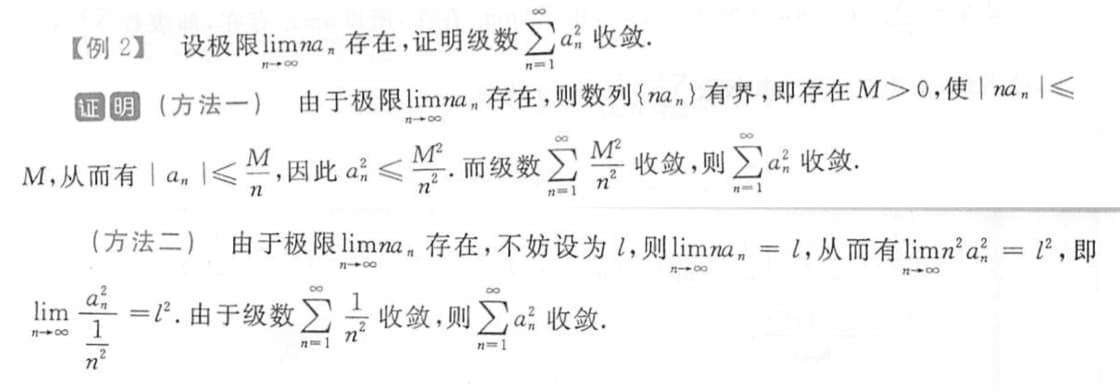 【例 2】 设极限$\lim\limits_{n\to\infty} na_n$存在,证明级数$\sum\limits_{n=1}^{\infty} a_n^2$收敛.
证明 (方法一) 由于极限$\lim\limits_{n\to\infty} na_n$存在,则数列{$na_n$}有界,即存在$M>0$,使$|na_n|\leqslant$
$M$,从而有$|a_n|\leqslant\dfrac{M}{n}$,因此$a_n^2\leqslant\dfrac{M^2}{n^2}$.而级数$\sum\limits_{n=1}^{\infty}\dfrac{M^2}{n^2}$收敛,则$\sum\limits_{n=1}^{\infty} a_n^2$收敛.
(方法二) 由于极限$\lim\limits_{n\to\infty} na_n$存在,不妨设为$l$,则$\lim\limits_{n\to\infty} na_n=l$,从而有$\lim\limits_{n\to\infty} n^2a_n^2=l^2$,即
$\lim\limits_{n\to\infty}\dfrac{a_n^2}{\dfrac{1}{n^2}}=l^2$.由于级数$\sum\limits_{n=1}^{\infty}\dfrac{1}{n^2}$收敛,则$\sum\limits_{n=1}^{\infty} a_n^2$收敛.